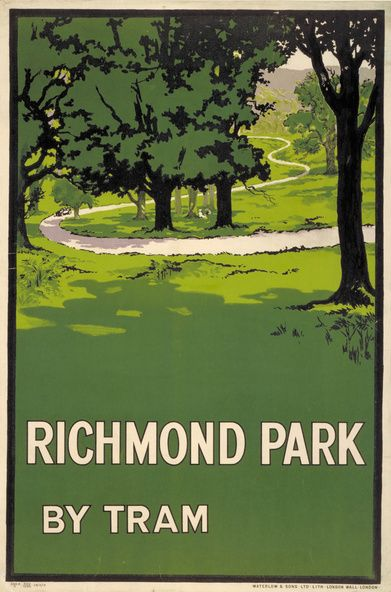 RICHMOND PARK
BY TRAM
WATERLOW & SONS LTD LITH LONDON WALL LONDON